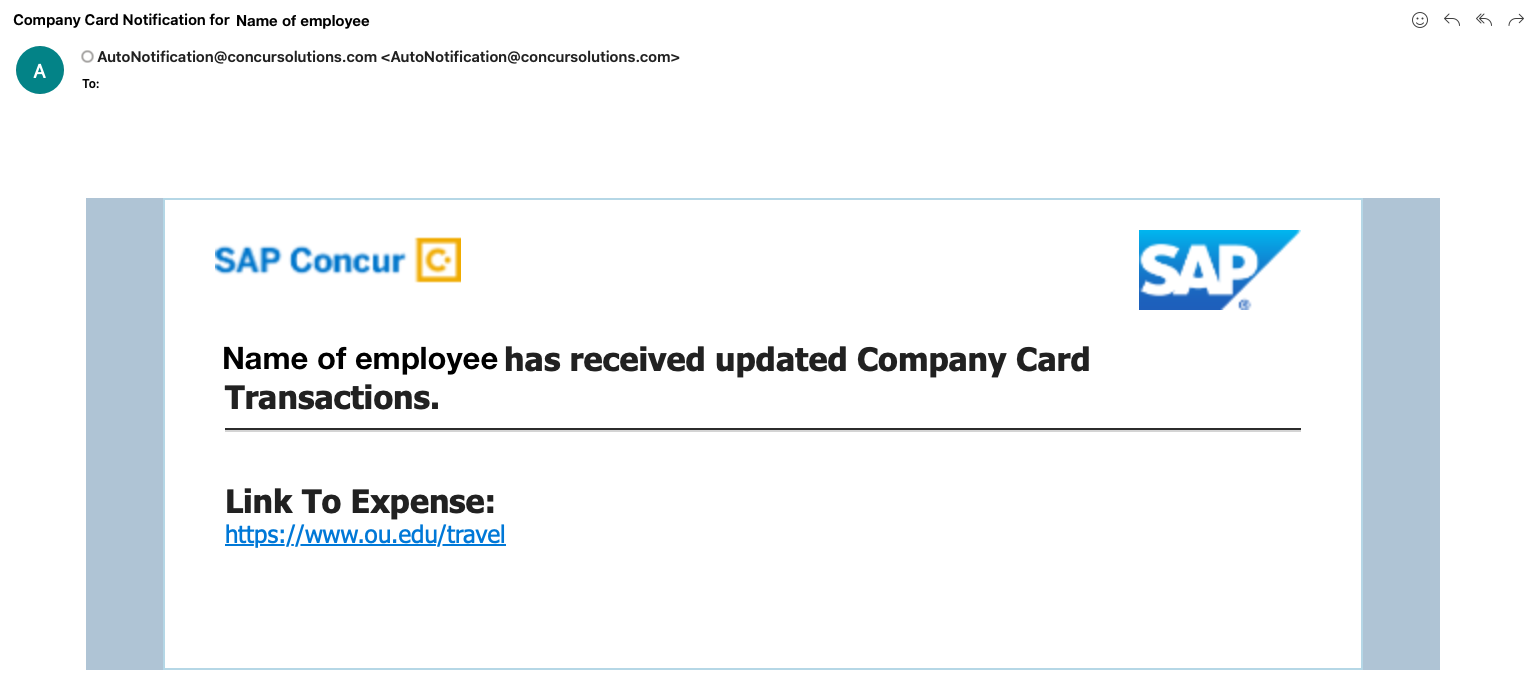 Company Card Notification for Name of employee
A
AutoNotification@concursolutions.com <AutoNotification@concursolutions.com>
To:
SAP Concur C
SAP ®
Name of employee has received updated Company Card
Transactions.
Link To Expense:
https://www.ou.edu/travel